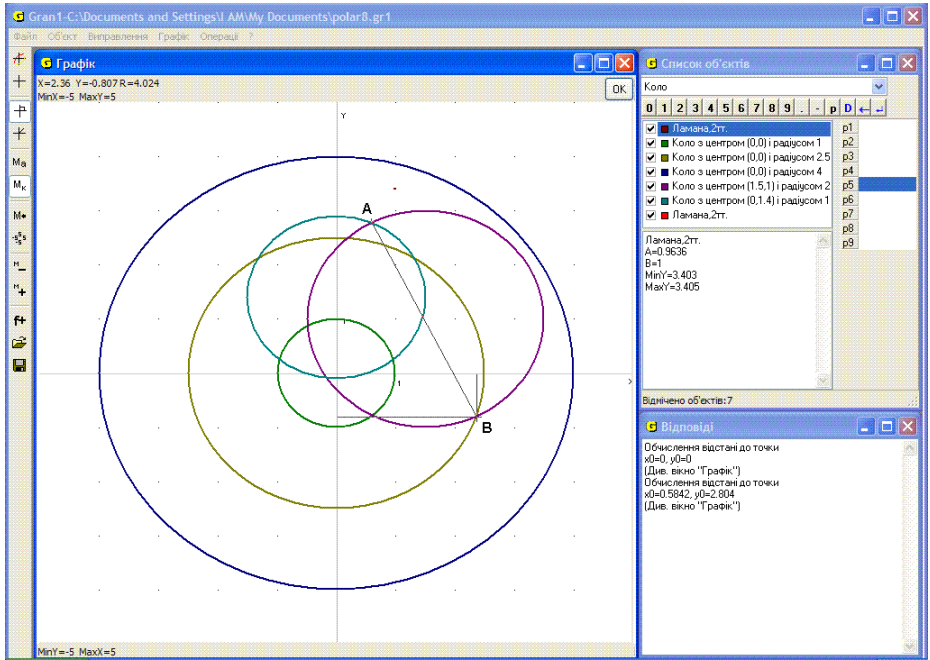 Gran1-C:\Documents and Settings\I AM\My Documents\polar8.gr1
Файл Об'єкт Виправлення Графік Операції ?
Графік
X=2.36 Y=-0.807 R=4.024
MinX=-5 MaxY=5
OK
Y
A
1
1
B
MinY=-5 MaxX=5
Ma
Mк
M*
M
M
f+
Список об'єктів
Коло
0 1 2 3 4 5 6 7 8 9 . - p D ← ↵
Ламана,2тт.
Коло з центром (0,0) і радіусом 1
Коло з центром (0,0) і радіусом 2.5
Коло з центром (0,0) і радіусом 4
Коло з центром (1.5,1) і радіусом 2
Коло з центром (0,1.4) і радіусом 1
Ламана,2тт.
p1
p2
p3
p4
p5
p6
p7
p8
p9
Ламана,2тт.
A=0.9636
B=1
MinY=3.403
MaxY=3.405
Відмічено об'єктів:7
Відповіді
Обчислення відстані до точки
x0=0, y0=0
(Див. вікно "Графік")
Обчислення відстані до точки
x0=0.5842, y0=2.804
(Див. вікно "Графік")